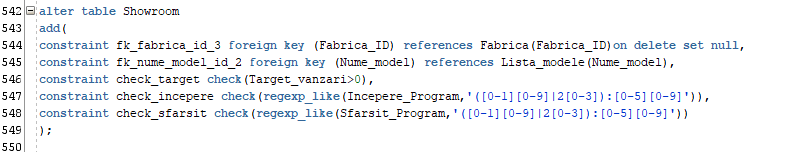 542 alter table Showroom
543 add(
544 constraint fk_fabrica_id_3 foreign key (Fabrica_ID) references Fabrica(Fabrica_ID)on delete set null,
545 constraint fk_nume_model_id_2 foreign key (Nume_model) references Lista_modele(Nume_model),
546 constraint check_target check(Target_vanzari>0),
547 constraint check_incepere check(regexp_like(Incepere_Program,'([0-1][0-9]|2[0-3]):[0-5][0-9]')),
548 constraint check_sfarsit check(regexp_like(Sfarsit_Program,'([0-1][0-9]|2[0-3]):[0-5][0-9]'))
549 );
550